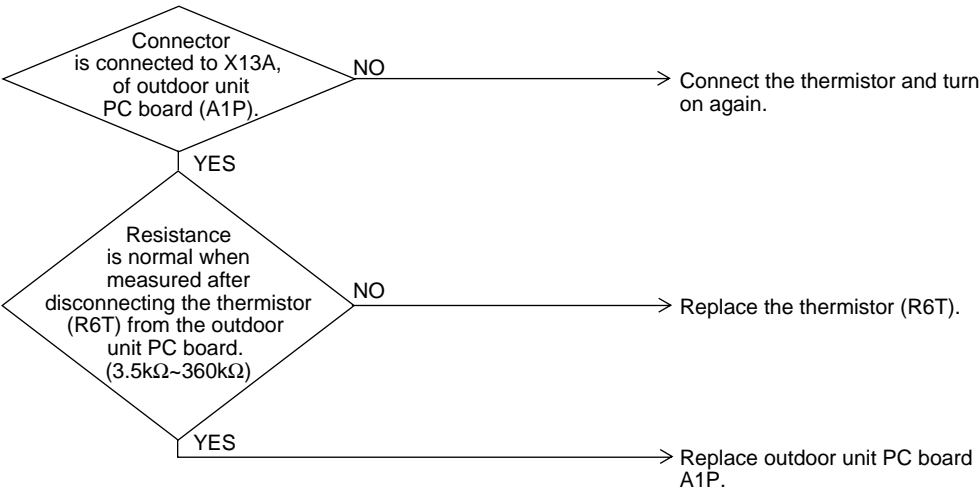 Connector
is connected to X13A,
of outdoor unit
PC board (A1P).
NO
Connect the thermistor and turn
on again.
YES
Resistance
is normal when
measured after
disconnecting the thermistor
(R6T) from the outdoor
unit PC board.
(3.5kΩ~360kΩ)
NO
Replace the thermistor (R6T).
YES
Replace outdoor unit PC board
A1P.